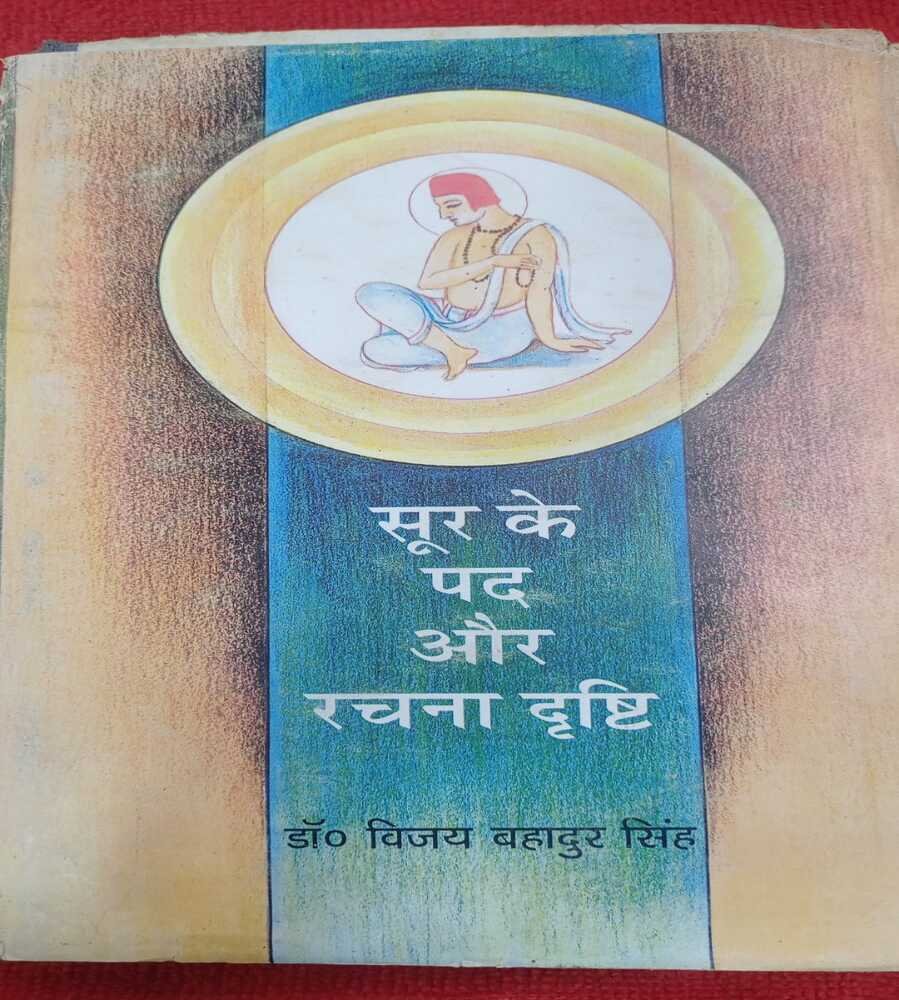 सूर के
पद
और
रचना दृष्टि
डॉ० विजय बहादुर सिंह